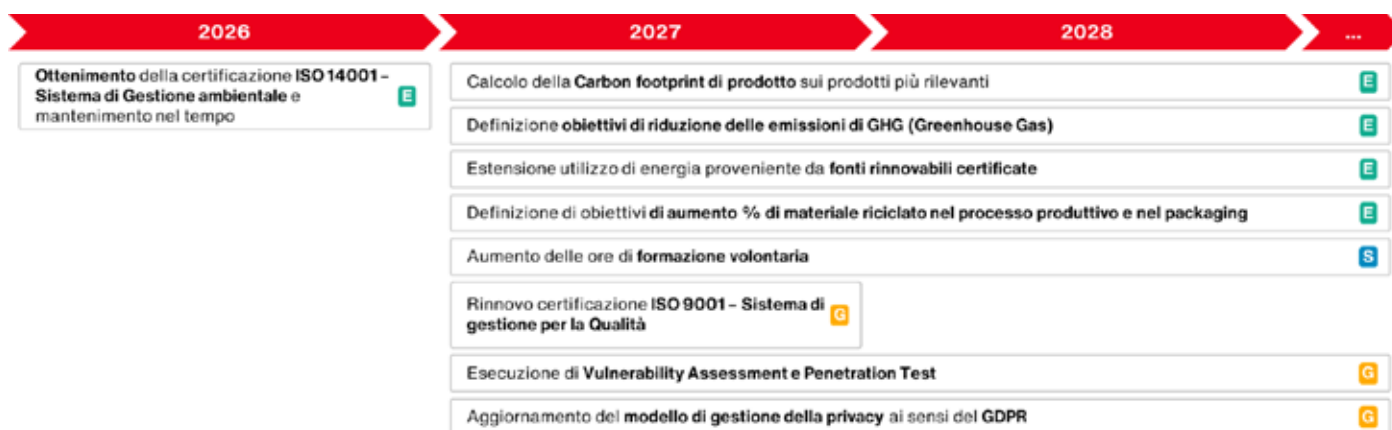 2026 2027 2028 ...
Ottenimento della certificazione ISO 14001 –
Sistema di Gestione ambientale e
mantenimento nel tempo
E
Calcolo della Carbon footprint di prodotto sui prodotti più rilevanti E
Definizione obiettivi di riduzione delle emissioni di GHG (Greenhouse Gas) E
Estensione utilizzo di energia proveniente da fonti rinnovabili certificate E
Definizione di obiettivi di aumento % di materiale riciclato nel processo produttivo e nel packaging E
Aumento delle ore di formazione volontaria S
Rinnovo certificazione ISO 9001 – Sistema di
gestione per la Qualità
G
Esecuzione di Vulnerability Assessment e Penetration Test G
Aggiornamento del modello di gestione della privacy ai sensi del GDPR G